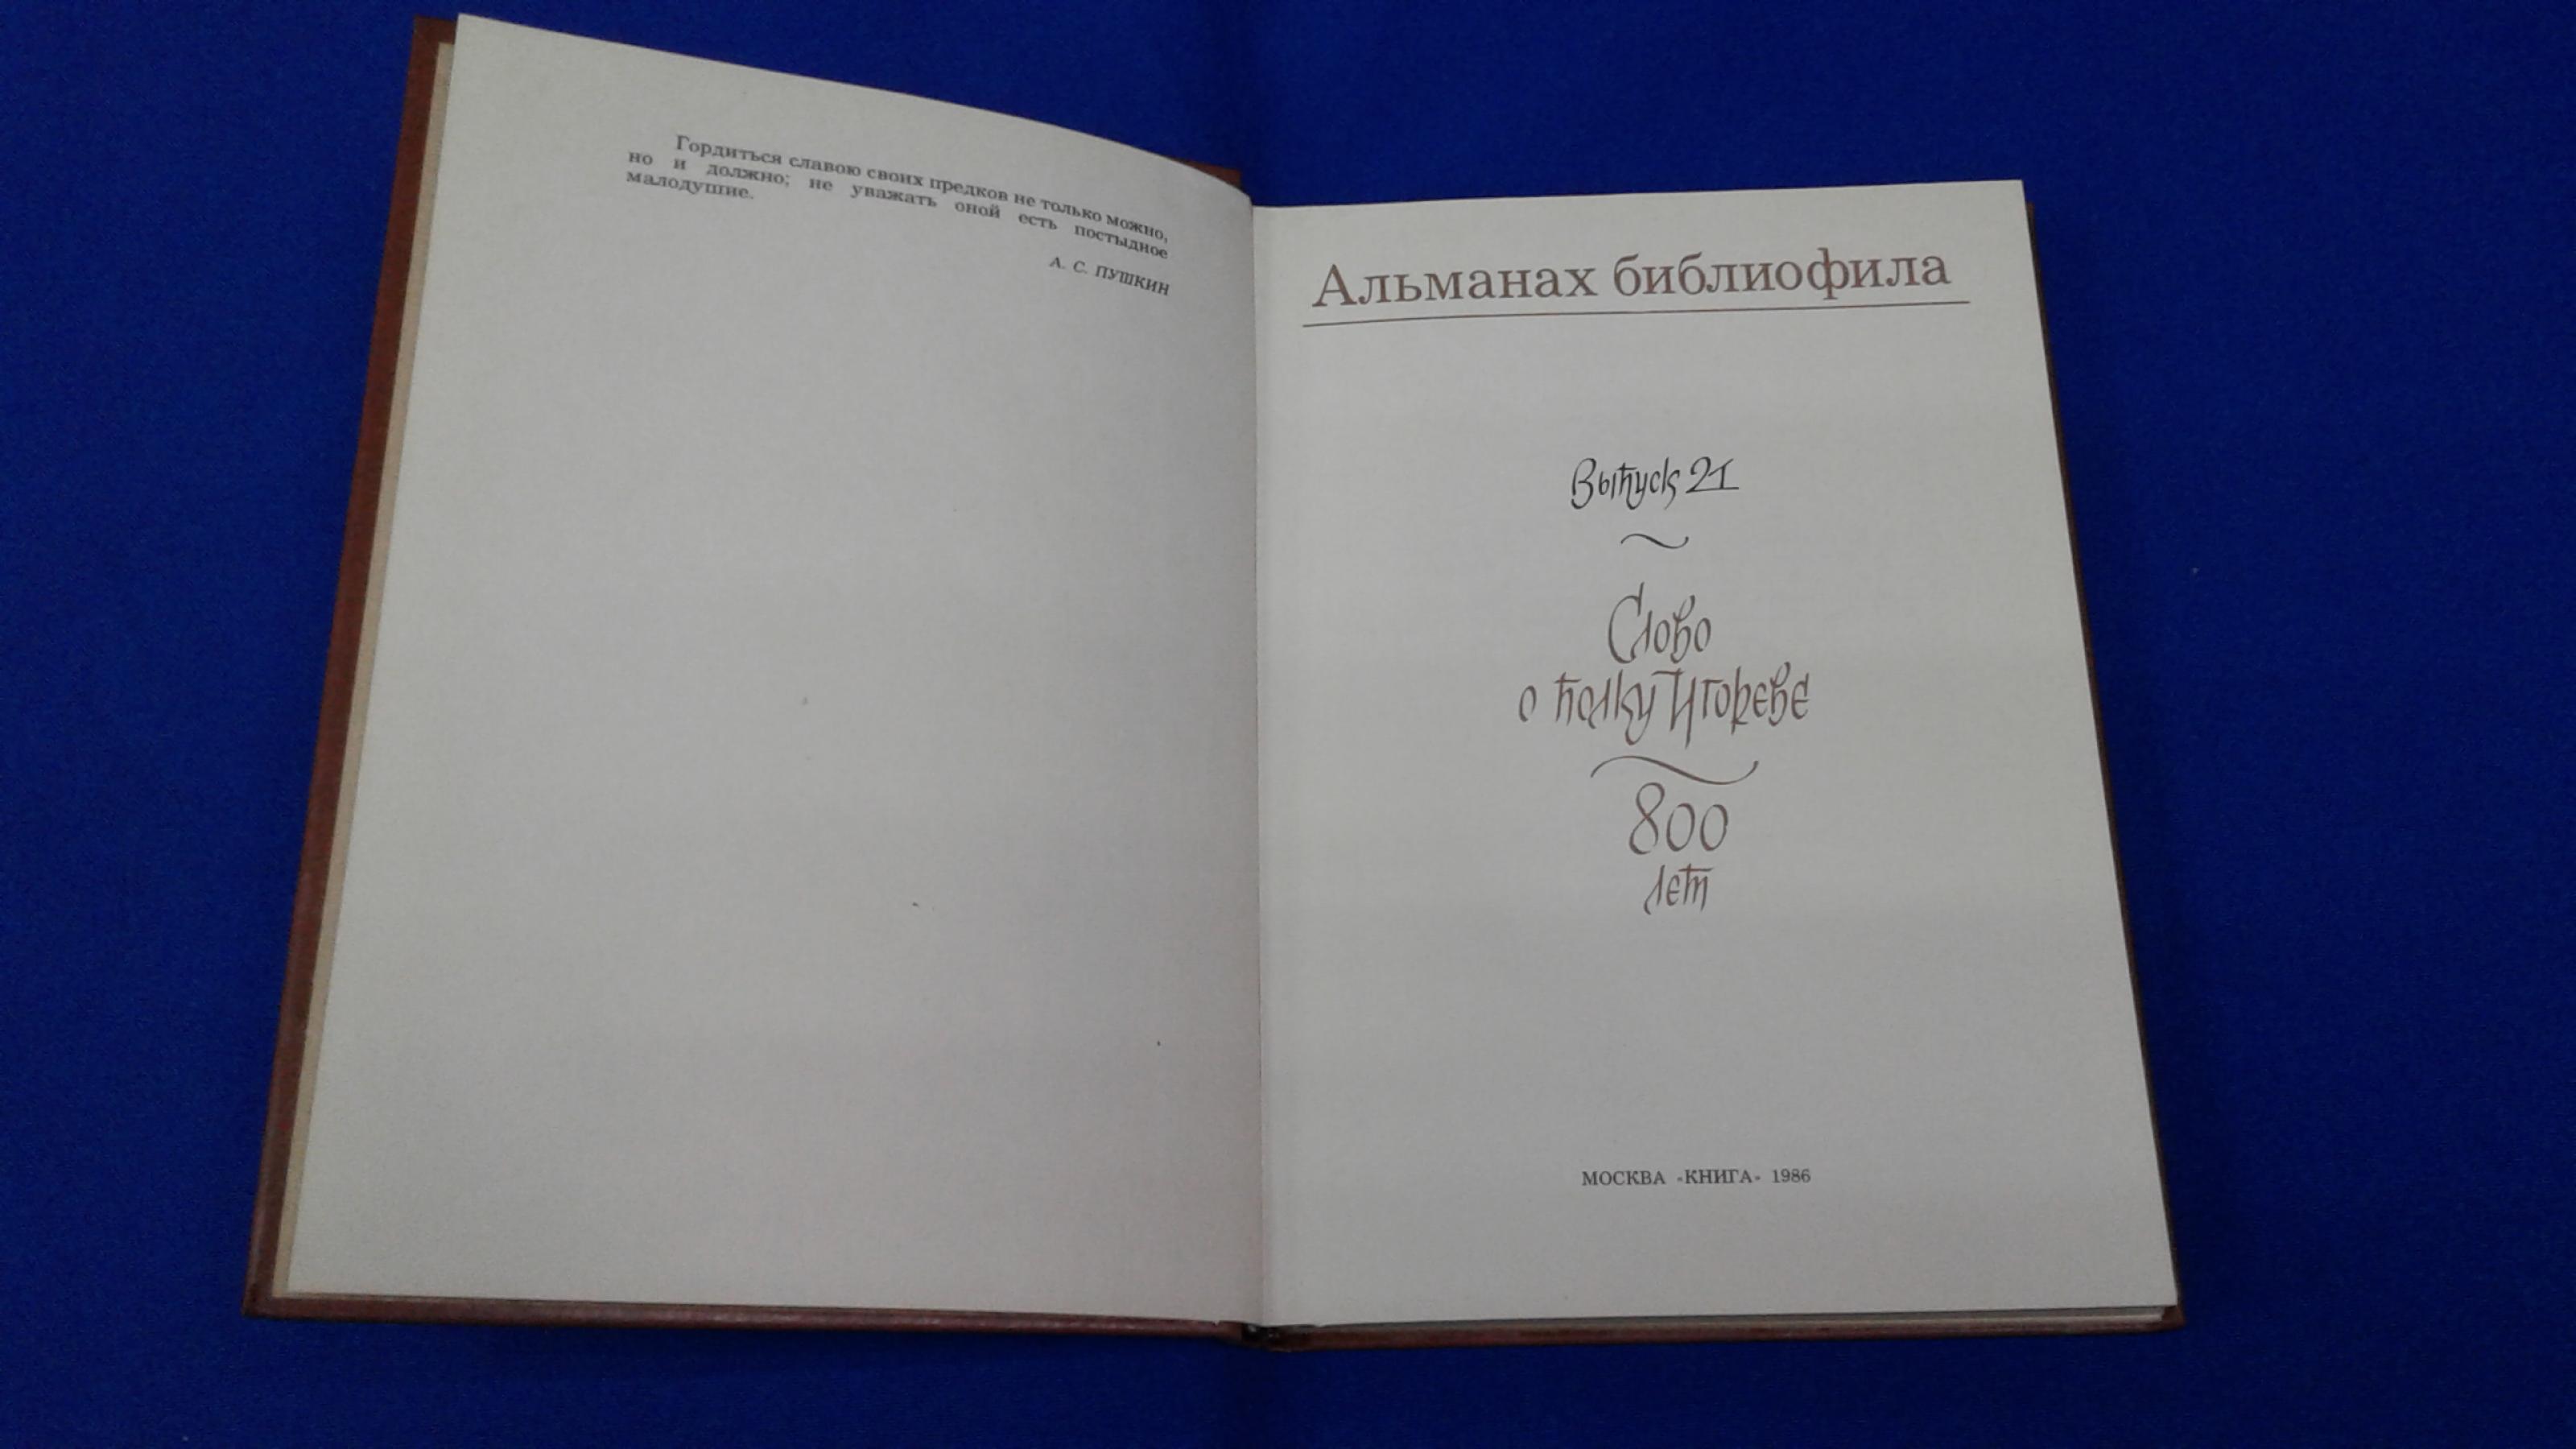 Гордиться славою своих предков не только можно,
но и должно; не уважать оной есть постыдное
малодушие.
А. С. ПУШКИН
Альманах библиофила
Выпуск 21
Слово
о полку Игореве
800
лет
МОСКВА «КНИГА» 1986